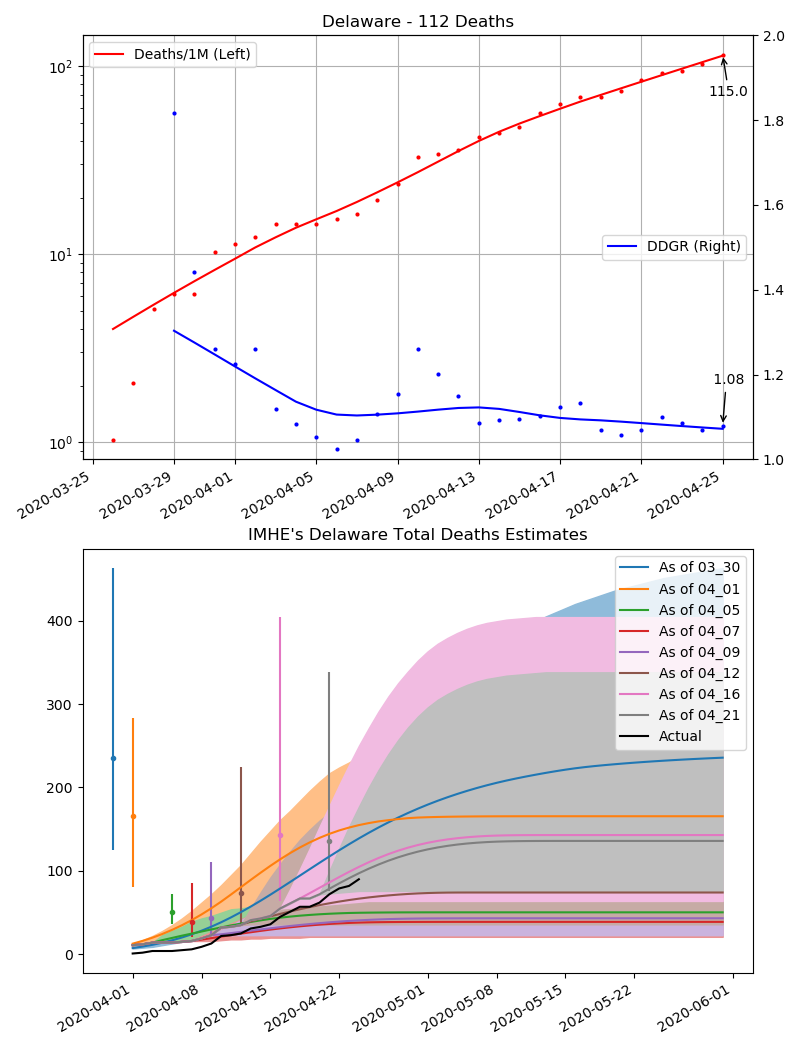 Delaware - 112 Deaths
Deaths/1M (Left)
DDGR (Right)
115.0
1.08
10²
10¹
10⁰
2.0
1.8
1.6
1.4
1.2
1.0
2020-03-25
2020-03-29
2020-04-01
2020-04-05
2020-04-09
2020-04-13
2020-04-17
2020-04-21
2020-04-25
IMHE's Delaware Total Deaths Estimates
As of 03_30
As of 04_01
As of 04_05
As of 04_07
As of 04_09
As of 04_12
As of 04_16
As of 04_21
Actual
400
300
200
100
0
2020-04-01
2020-04-08
2020-04-15
2020-04-22
2020-05-01
2020-05-08
2020-05-15
2020-05-22
2020-06-01